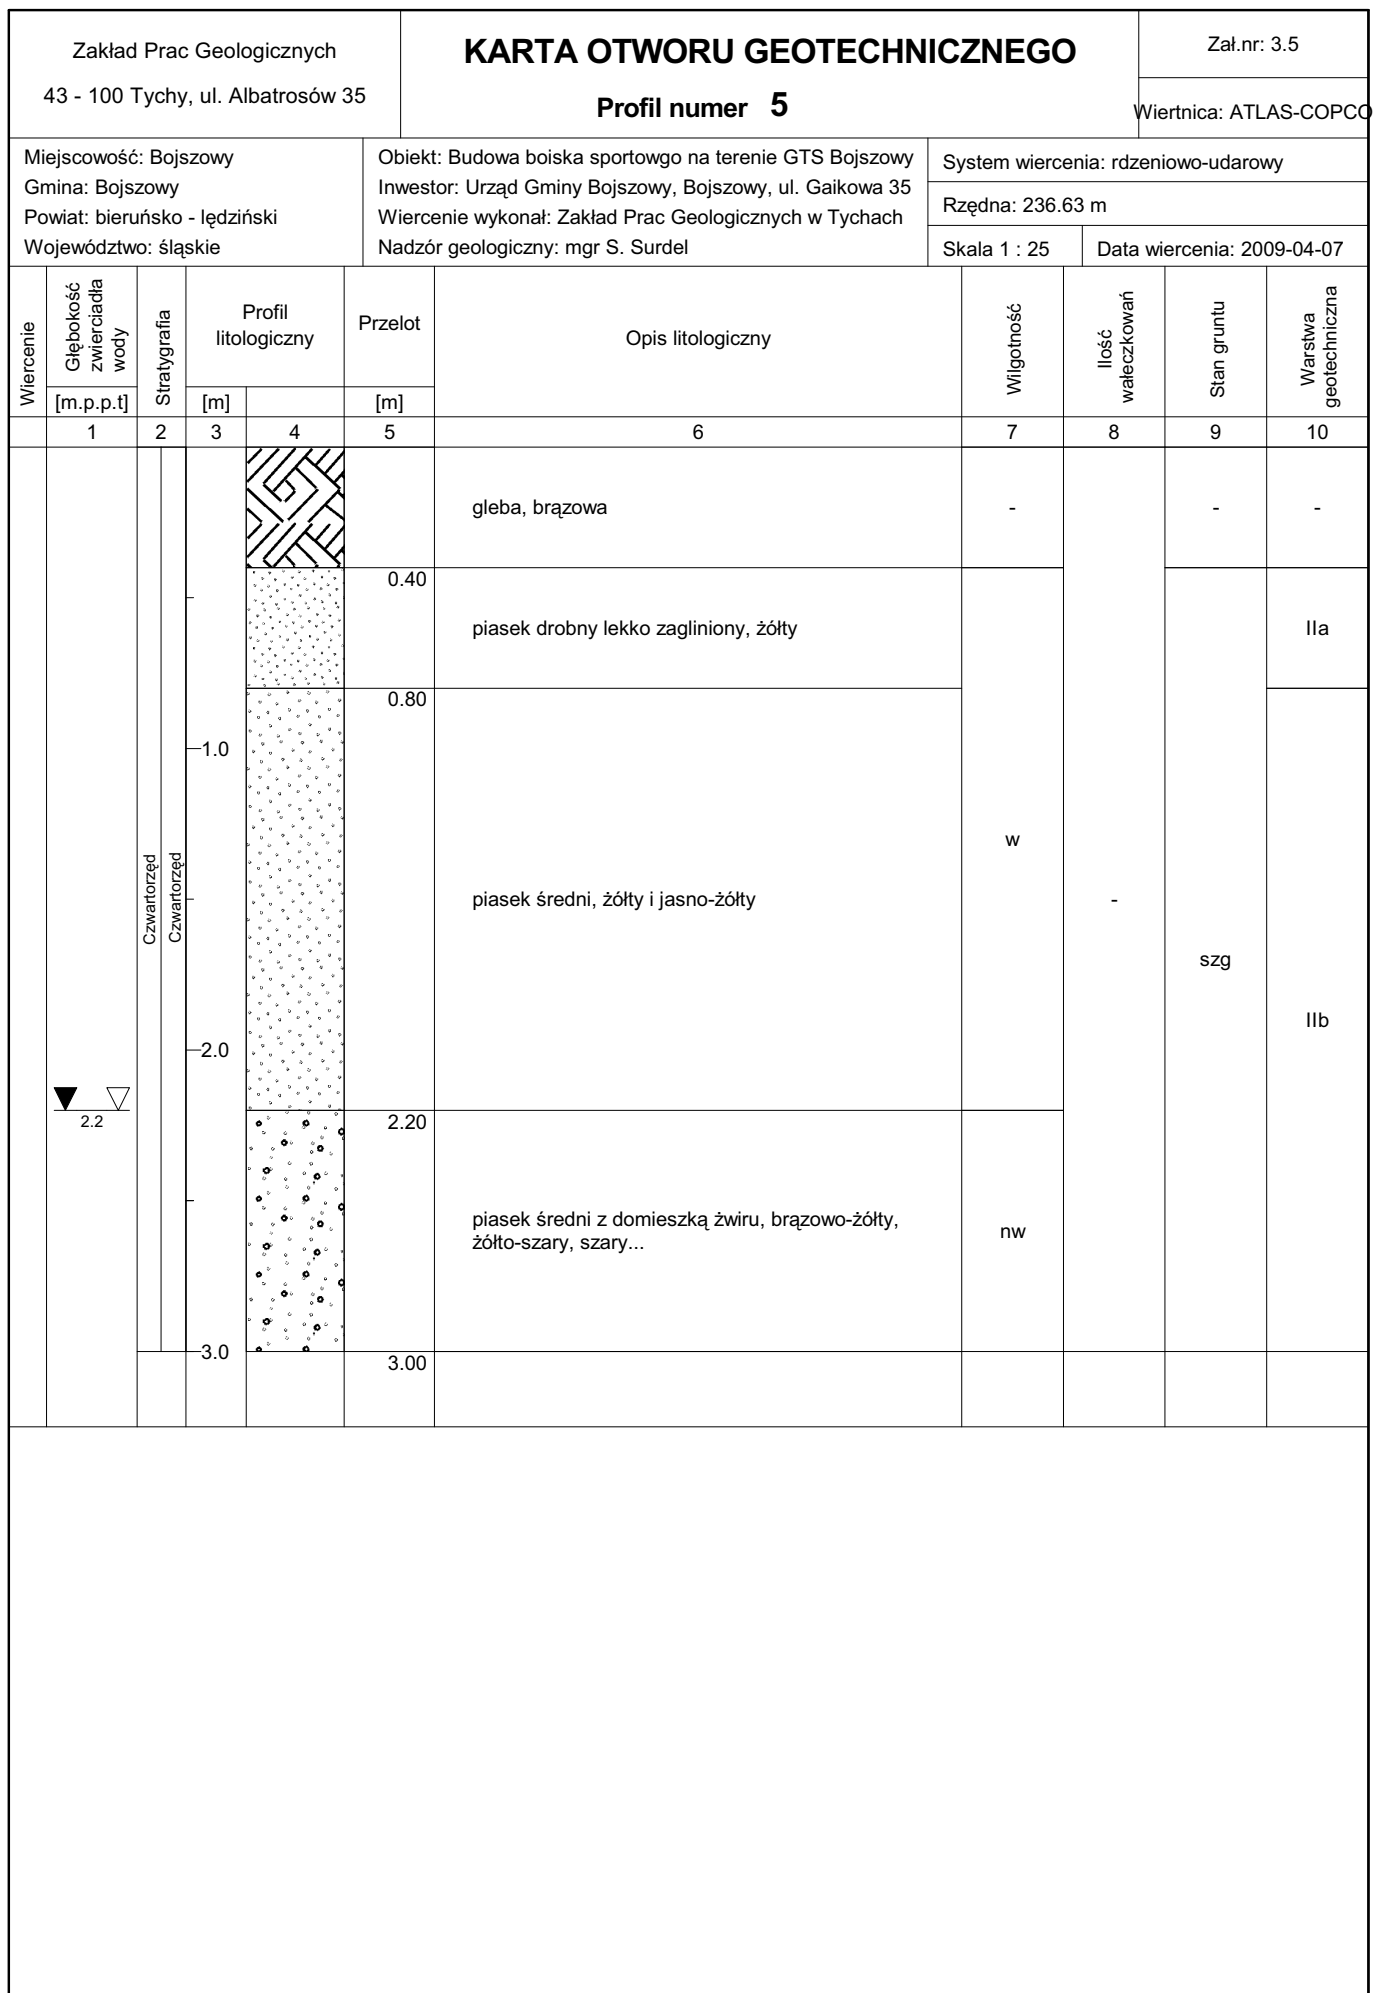 Zakład Prac Geologicznych
43 - 100 Tychy, ul. Albatrosów 35
KARTA OTWORU GEOTECHNICZNEGO
Profil numer 5
Zał.nr: 3.5
Wiertnica: ATLAS-COPCO
Miejscowość: Bojszowy
Gmina: Bojszowy
Powiat: bieruńsko - lędziński
Województwo: śląskie
Obiekt: Budowa boiska sportowgo na terenie GTS Bojszowy
Inwestor: Urząd Gminy Bojszowy, Bojszowy, ul. Gaikowa 35
Wiercenie wykonał: Zakład Prac Geologicznych w Tychach
Nadzór geologiczny: mgr S. Surdel
System wiercenia: rdzeniowo-udarowy
Rzędna: 236.63 m
Skala 1 : 25
Data wiercenia: 2009-04-07
Wiercenie
Głębokość
zwierciadła
wody
[m.p.p.t]
Stratygrafia
Profil
litologiczny
[m]
Przelot
[m]
Opis litologiczny
Wilgotność
Ilość
wałeczkowań
Stan gruntu
Warstwa
geotechniczna
1 2 3 4 5 6 7 8 9 10
gleba, brązowa - - -
0.40
piasek drobny lekko zagliniony, żółty IIa
0.80
1.0
w
Czwartorzęd
Czwartorzęd
piasek średni, żółty i jasno-żółty -
szg
IIb
2.0
2.2
2.20
piasek średni z domieszką żwiru, brązowo-żółty,
żółto-szary, szary...
nw
3.0
3.00